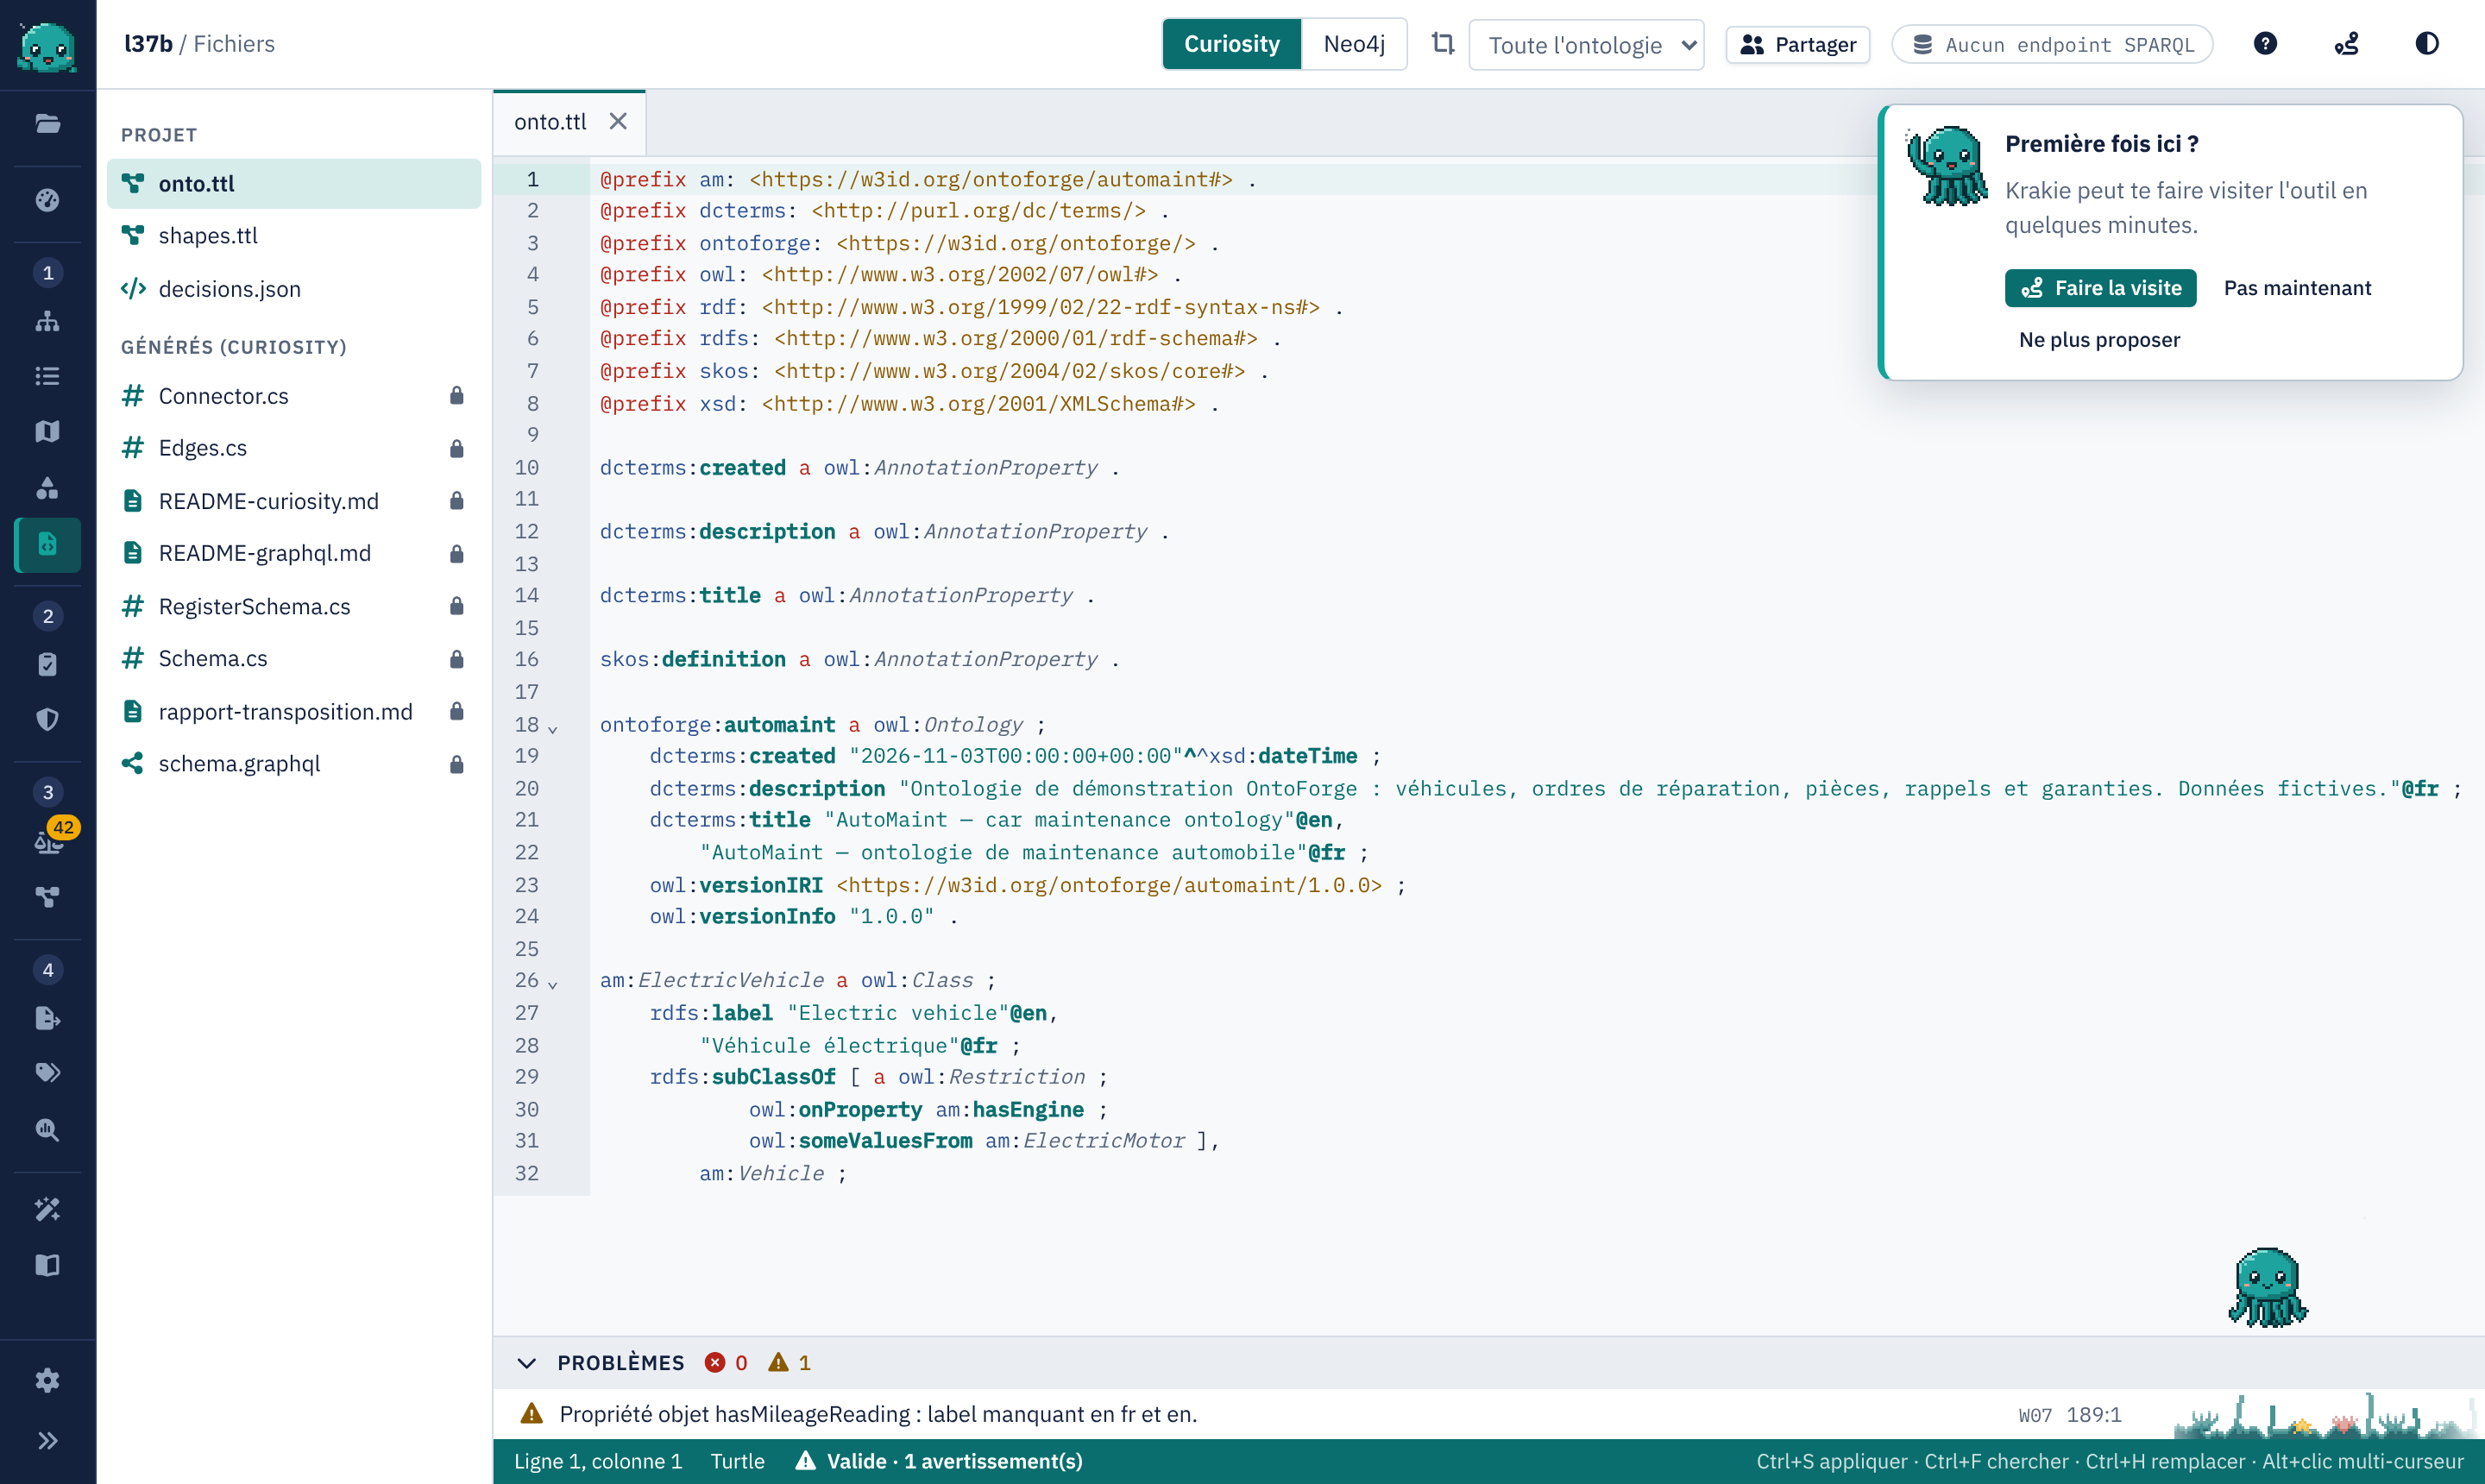 l37b / Fichiers
Curiosity
Neo4j
Toute l'ontologie
Partager
Aucun endpoint SPARQL
1
2
3
42
4
PROJET
onto.ttl
shapes.ttl
decisions.json
GÉNÉRÉS (CURIOSITY)
Connector.cs
Edges.cs
README-curiosity.md
README-graphql.md
RegisterSchema.cs
Schema.cs
rapport-transposition.md
schema.graphql
onto.ttl
Première fois ici ?
Krakie peut te faire visiter l'outil en
quelques minutes.
Faire la visite
Pas maintenant
Ne plus proposer
1 @prefix am: <https://w3id.org/ontoforge/automaint#> .
2 @prefix dcterms: <http://purl.org/dc/terms/> .
3 @prefix ontoforge: <https://w3id.org/ontoforge/> .
4 @prefix owl: <http://www.w3.org/2002/07/owl#> .
5 @prefix rdf: <http://www.w3.org/1999/02/22-rdf-syntax-ns#> .
6 @prefix rdfs: <http://www.w3.org/2000/01/rdf-schema#> .
7 @prefix skos: <http://www.w3.org/2004/02/skos/core#> .
8 @prefix xsd: <http://www.w3.org/2001/XMLSchema#> .
9
10 dcterms:created a owl:AnnotationProperty .
11
12 dcterms:description a owl:AnnotationProperty .
13
14 dcterms:title a owl:AnnotationProperty .
15
16 skos:definition a owl:AnnotationProperty .
17
18 ontoforge:automaint a owl:Ontology ;
19 dcterms:created "2026-11-03T00:00:00+00:00"^^xsd:dateTime ;
20 dcterms:description "Ontologie de démonstration OntoForge : véhicules, ordres de réparation, pièces, rappels et garanties. Données fictives."@fr ;
21 dcterms:title "AutoMaint — car maintenance ontology"@en,
22 "AutoMaint — ontologie de maintenance automobile"@fr ;
23 owl:versionIRI <https://w3id.org/ontoforge/automaint/1.0.0> ;
24 owl:versionInfo "1.0.0" .
25
26 am:ElectricVehicle a owl:Class ;
27 rdfs:label "Electric vehicle"@en,
28 "Véhicule électrique"@fr ;
29 rdfs:subClassOf [ a owl:Restriction ;
30 owl:onProperty am:hasEngine ;
31 owl:someValuesFrom am:ElectricMotor ],
32 am:Vehicle ;
PROBLÈMES 0 1
Propriété objet hasMileageReading : label manquant en fr et en.
W07 189:1
Ligne 1, colonne 1
Turtle
Valide · 1 avertissement(s)
Ctrl+S appliquer · Ctrl+F chercher · Ctrl+H remplacer · Alt+clic multi-curseur